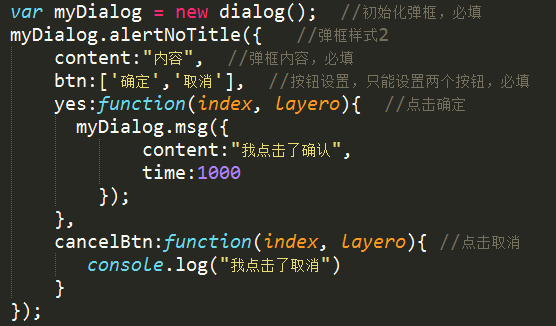 var myDialog = new dialog();  //初始化弹框，必填
myDialog.alertNoTitle({   //弹框样式2
    content:"内容",  //弹框内容，必填
    btn:['确定','取消'],  //按钮设置，只能设置两个按钮，必填
    yes:function(index, layero){  //点击确定
      myDialog.msg({
            content:"我点击了确认",
            time:1000
        });
    },
    cancelBtn:function(index, layero){ //点击取消
       console.log("我点击了取消")
    }
});